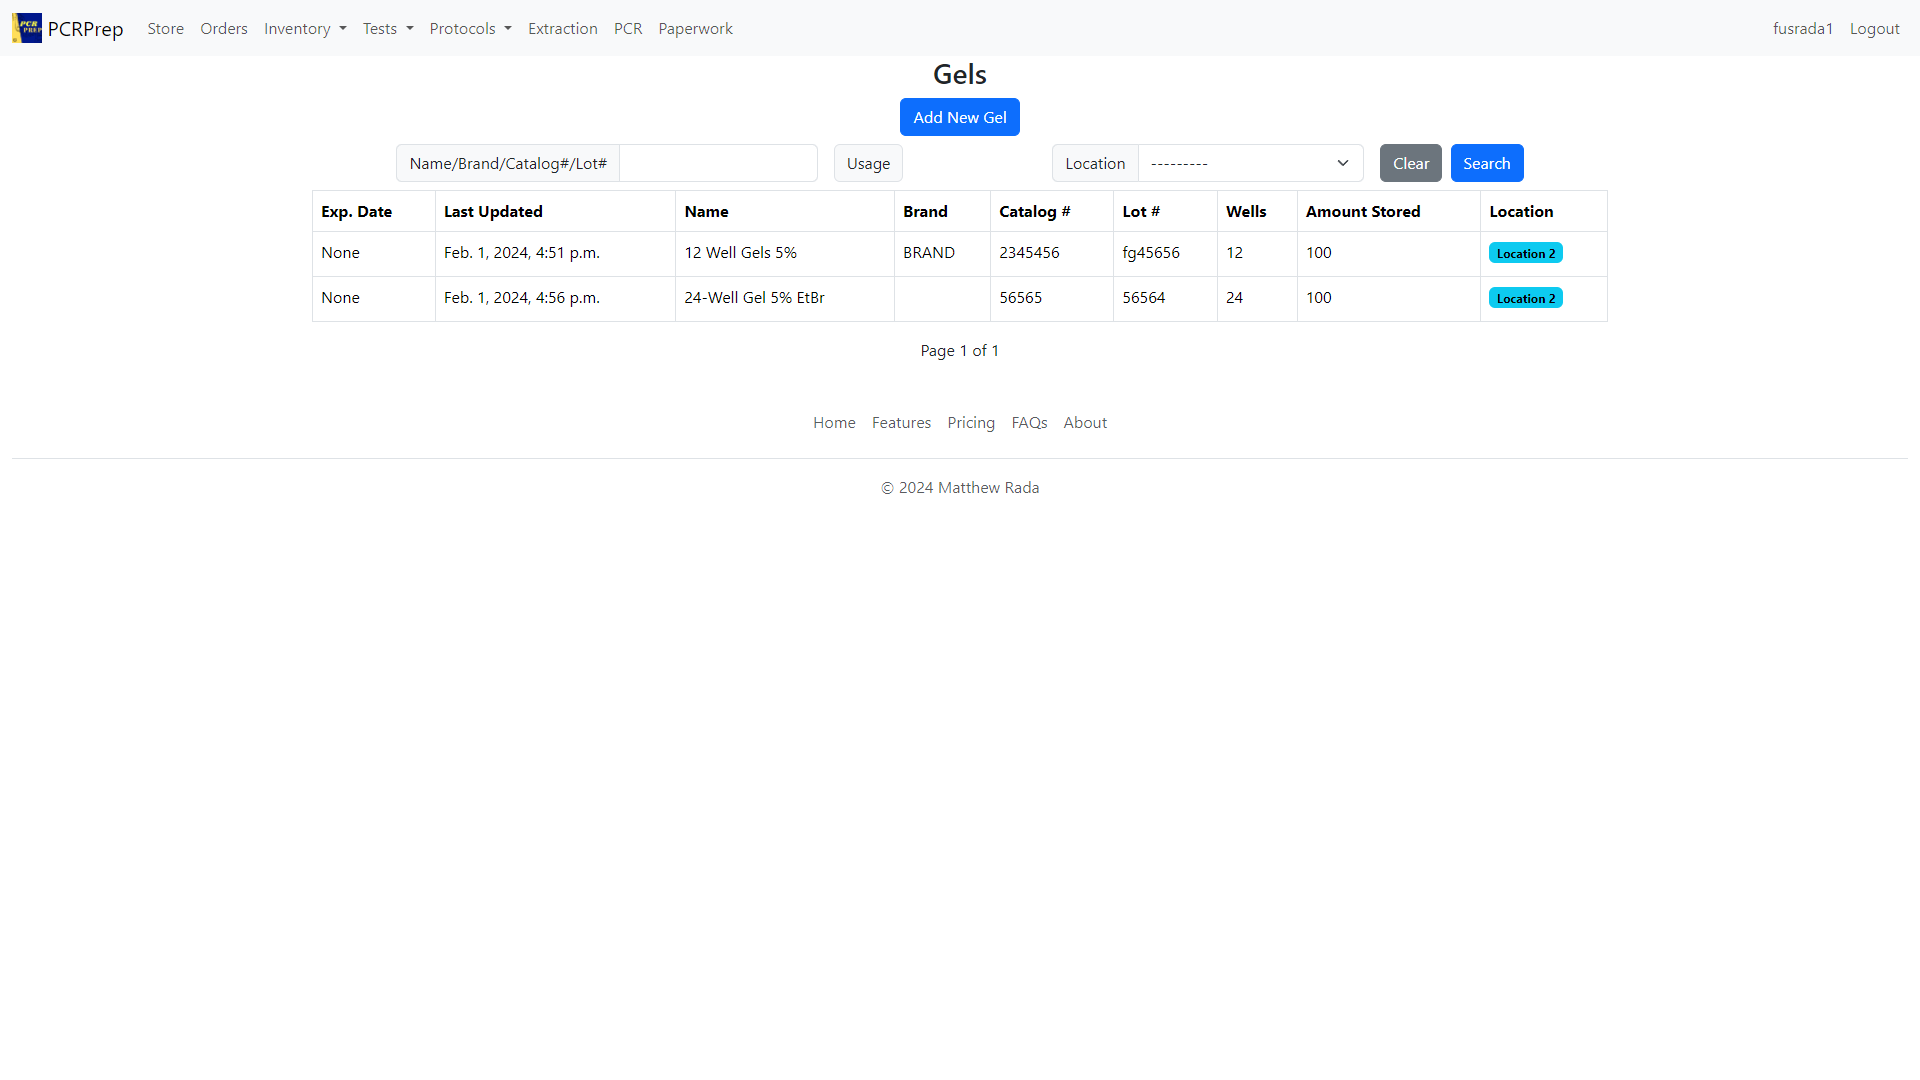 PCR PREP PCRPrep Store Orders Inventory Tests Protocols Extraction PCR Paperwork fusrada1 Logout
Gels
Add New Gel
Name/Brand/Catalog#/Lot# Usage Location --------- Clear Search
Exp. Date Last Updated Name Brand Catalog # Lot # Wells Amount Stored Location
None Feb. 1, 2024, 4:51 p.m. 12 Well Gels 5% BRAND 2345456 fg45656 12 100 Location 2
None Feb. 1, 2024, 4:56 p.m. 24-Well Gel 5% EtBr 56565 56564 24 100 Location 2
Page 1 of 1
Home Features Pricing FAQs About
© 2024 Matthew Rada